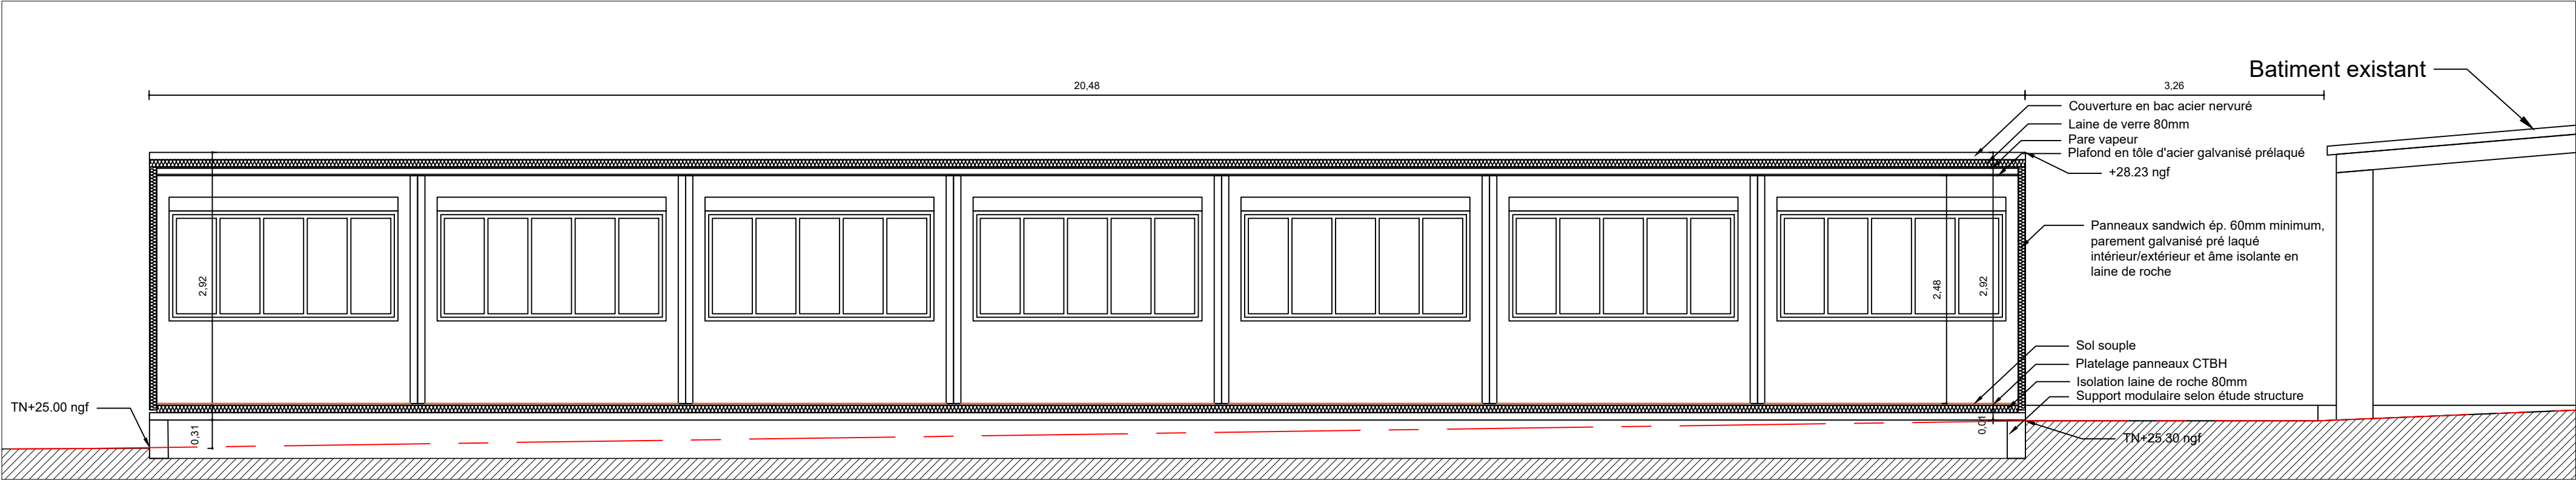 Batiment existant
20,48
3,26
Couverture en bac acier nervuré
Laine de verre 80mm
Pare vapeur
Plafond en tôle d'acier galvanisé prélaqué
+28.23 ngf
Panneaux sandwich ép. 60mm minimum,
parement galvanisé pré laqué
intérieur/extérieur et âme isolante en
laine de roche
2,92
2,48
2,92
Sol souple
Platelage panneaux CTBH
Isolation laine de roche 80mm
Support modulaire selon étude structure
TN+25.00 ngf
0,31
0,01
TN+25.30 ngf